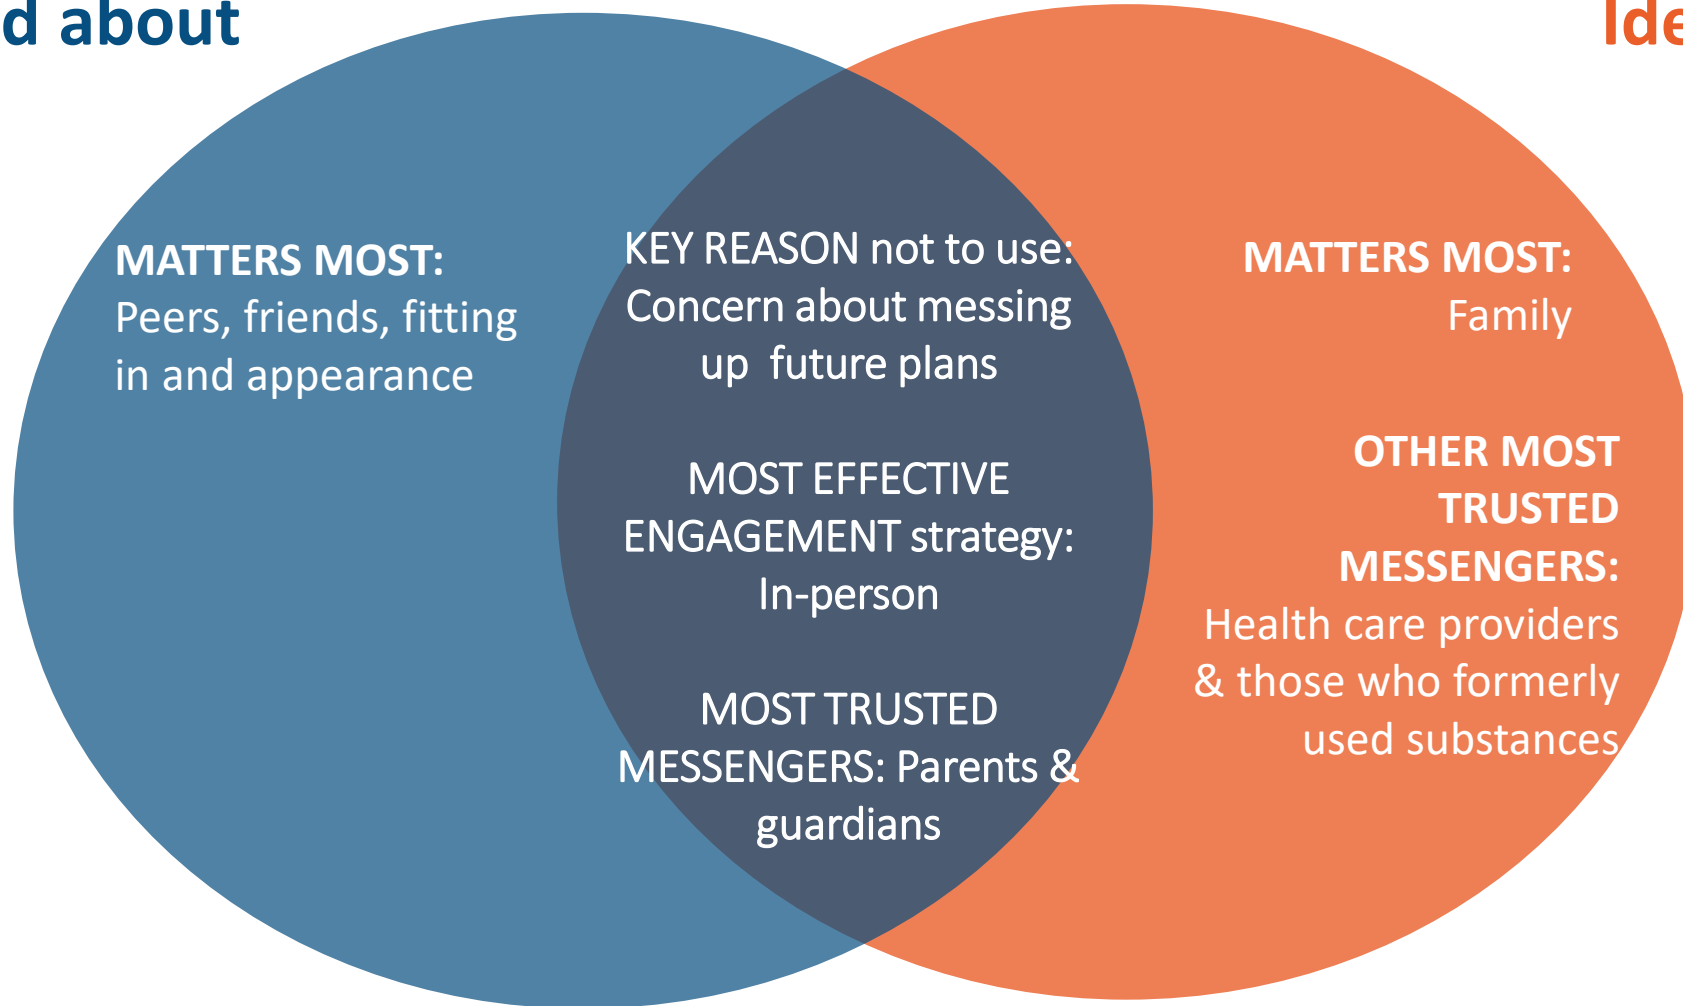 d about
Ide
MATTERS MOST:
Peers, friends, fitting
in and appearance
KEY REASON not to use:
Concern about messing
up  future plans
MOST EFFECTIVE
ENGAGEMENT strategy:
In-person
MOST TRUSTED
MESSENGERS: Parents &
guardians
MATTERS MOST:
Family
OTHER MOST
TRUSTED
MESSENGERS:
Health care providers
& those who formerly
used substances